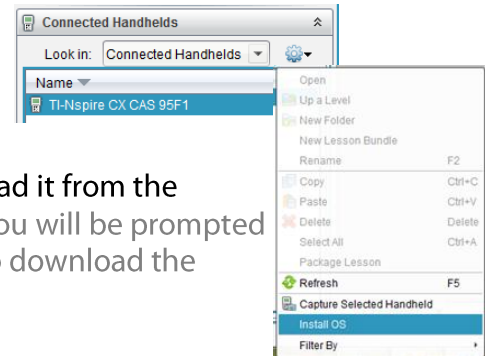 Connected Handhelds
Look in: Connected Handhelds
Name
TI-Nspire CX CAS 95F1
Open
Up a Level
New Folder
New Lesson Bundle
Rename F2
Copy Ctrl+C
Paste Ctrl+V
Delete Delete
Select All Ctrl+A
Package Lesson
Refresh F5
Capture Selected Handheld
Install OS
Filter By
ad it from the
ou will be prompted
download the